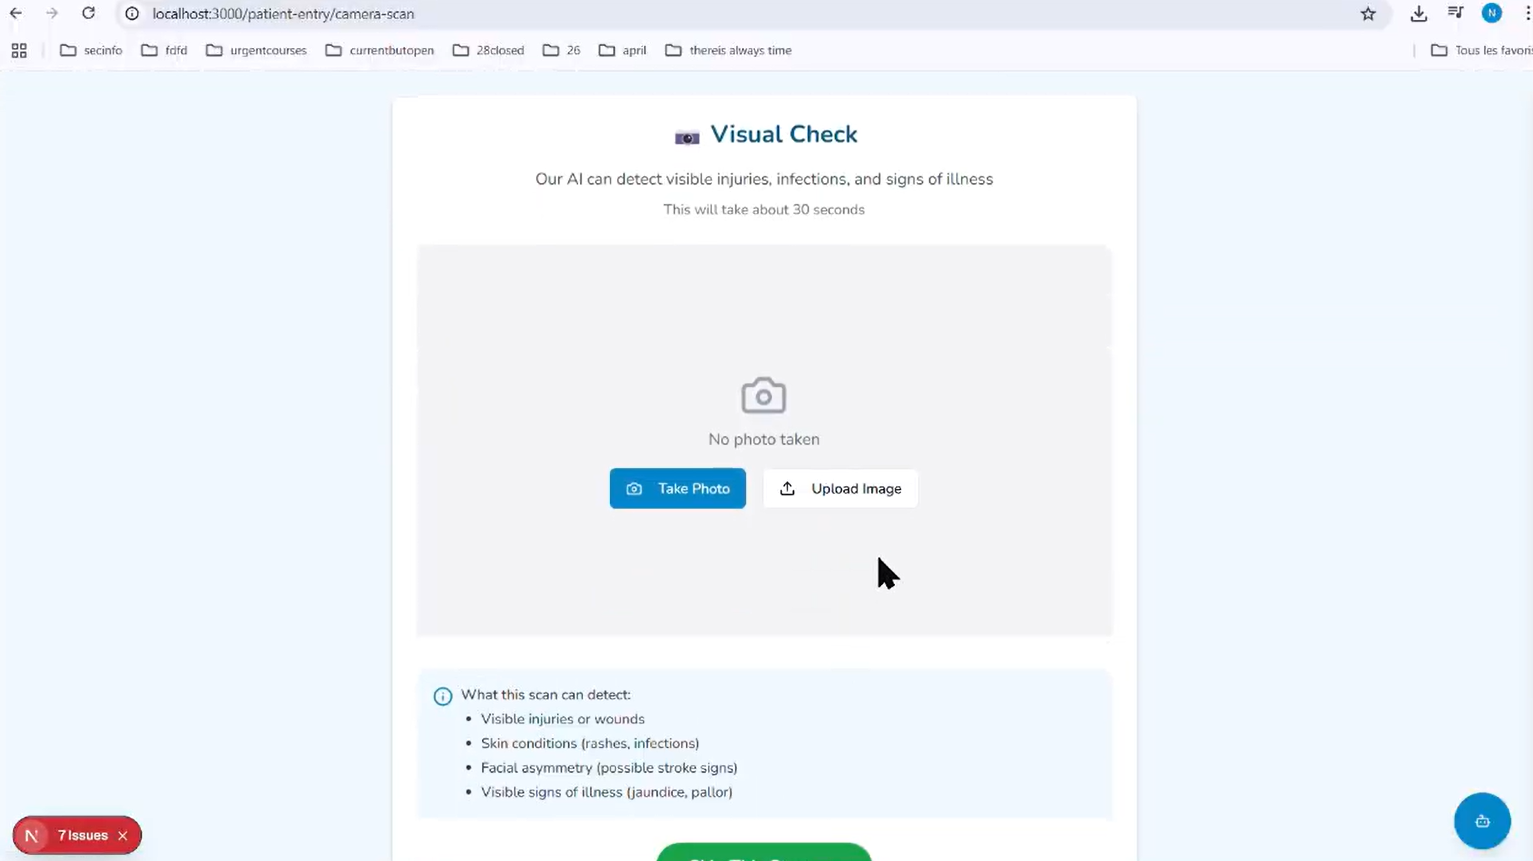 localhost:3000/patient-entry/camera-scan
N
secinfo fdfd urgentcourses currentbutopen 28closed 26 april thereis always time Tous les favoris
Visual Check
Our AI can detect visible injuries, infections, and signs of illness
This will take about 30 seconds
No photo taken
Take Photo Upload Image
What this scan can detect:
• Visible injuries or wounds
• Skin conditions (rashes, infections)
• Facial asymmetry (possible stroke signs)
• Visible signs of illness (jaundice, pallor)
N 7 Issues